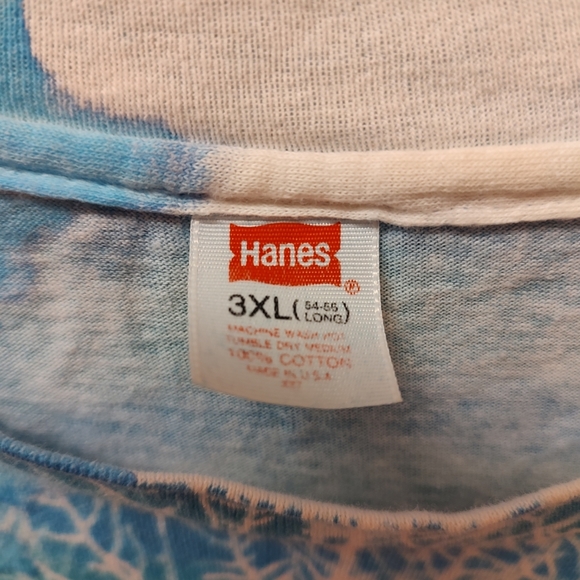 Hanes
®
3XL( 54-56 LONG)
MACHINE WASH HOT
TUMBLE DRY MEDIUM
100% COTTON
MADE IN U.S.A.